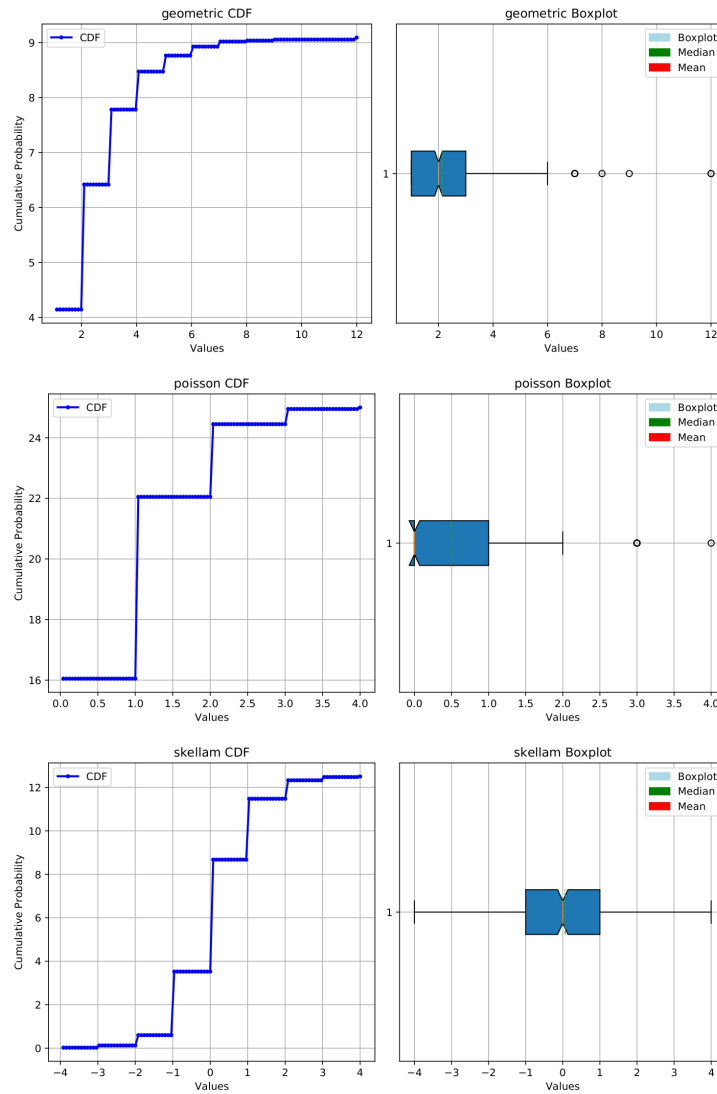 geometric CDF
CDF
Cumulative Probability
9
8
7
6
5
4
2 4 6 8 10 12
Values
geometric Boxplot
Boxplot
Median
Mean
1
2 4 6 8 10 12
Values
poisson CDF
CDF
Cumulative Probability
24
22
20
18
16
0.0 0.5 1.0 1.5 2.0 2.5 3.0 3.5 4.0
Values
poisson Boxplot
Boxplot
Median
Mean
1
0.0 0.5 1.0 1.5 2.0 2.5 3.0 3.5 4.0
Values
skellam CDF
CDF
Cumulative Probability
12
10
8
6
4
2
0
−4 −3 −2 −1 0 1 2 3 4
Values
skellam Boxplot
Boxplot
Median
Mean
1
−4 −3 −2 −1 0 1 2 3 4
Values